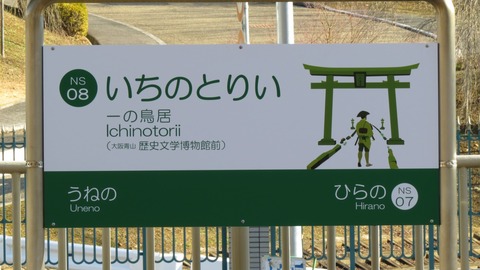 NS
08
いちのとりい
一の鳥居
Ichinotorii
（大阪青山 歴史文学博物館前）
うねの
Uneno
ひらの
Hirano
NS
07